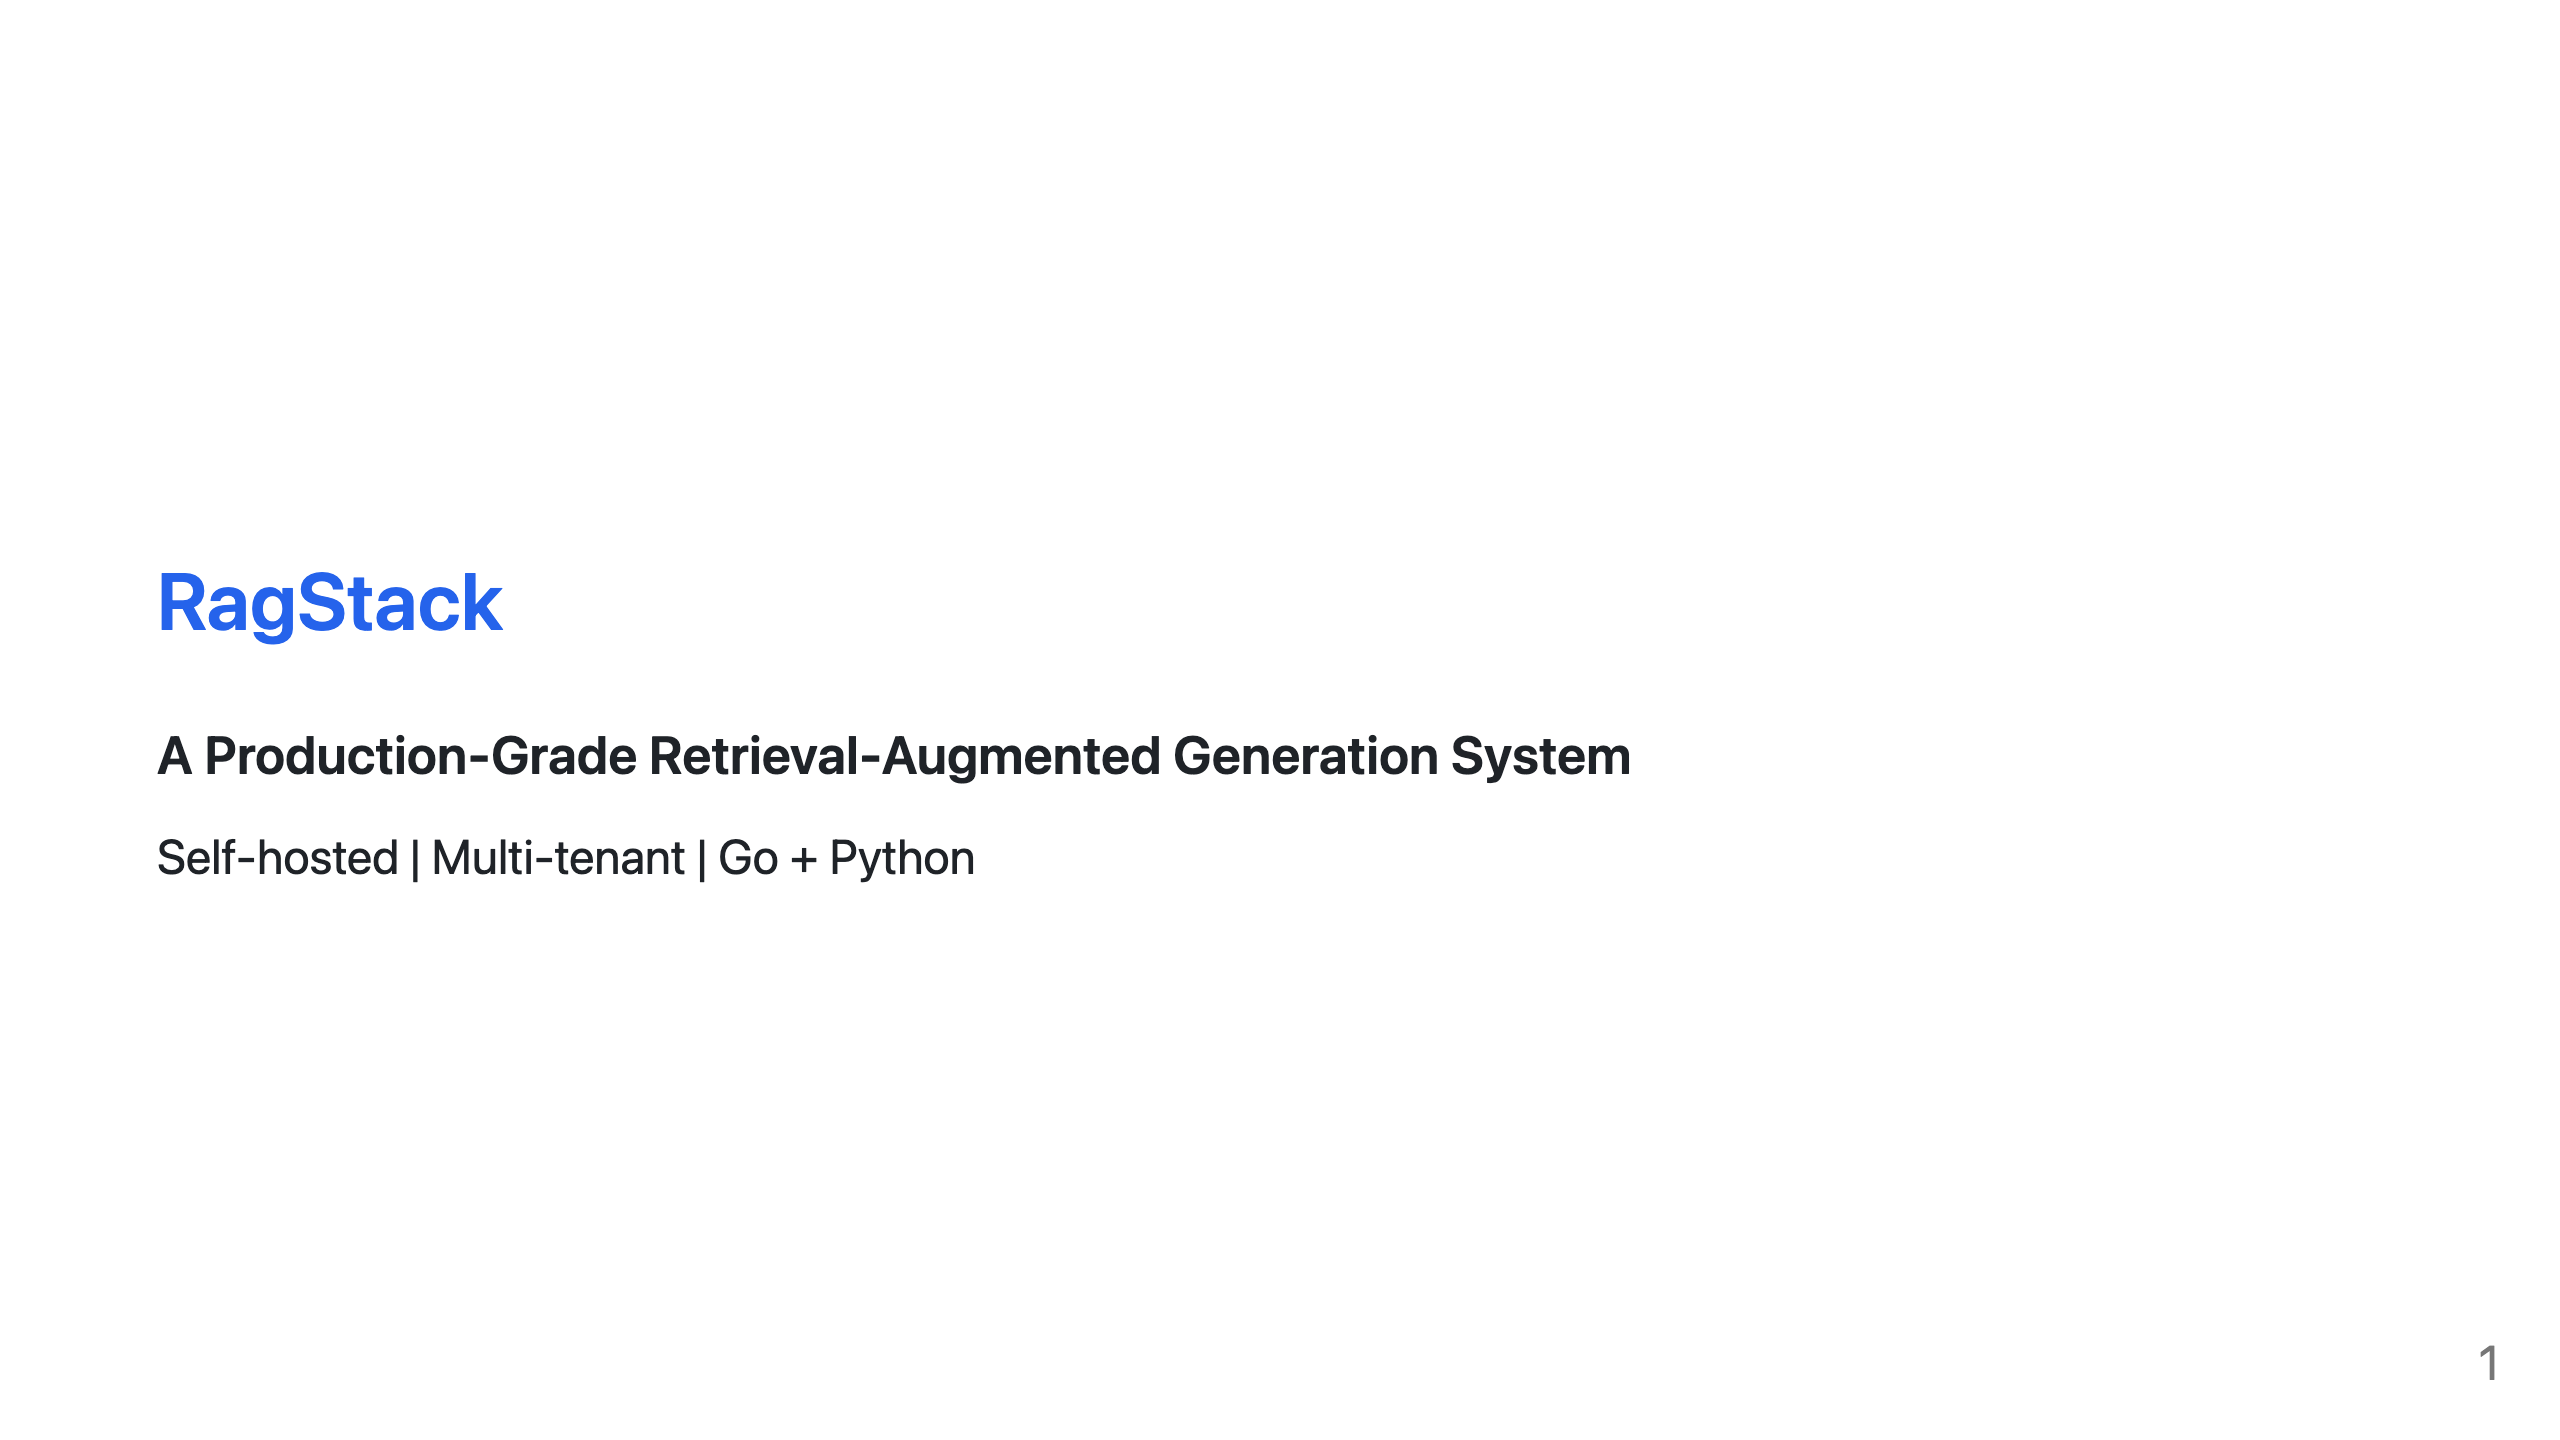 RagStack
A Production-Grade Retrieval-Augmented Generation System
Self-hosted | Multi-tenant | Go + Python
1